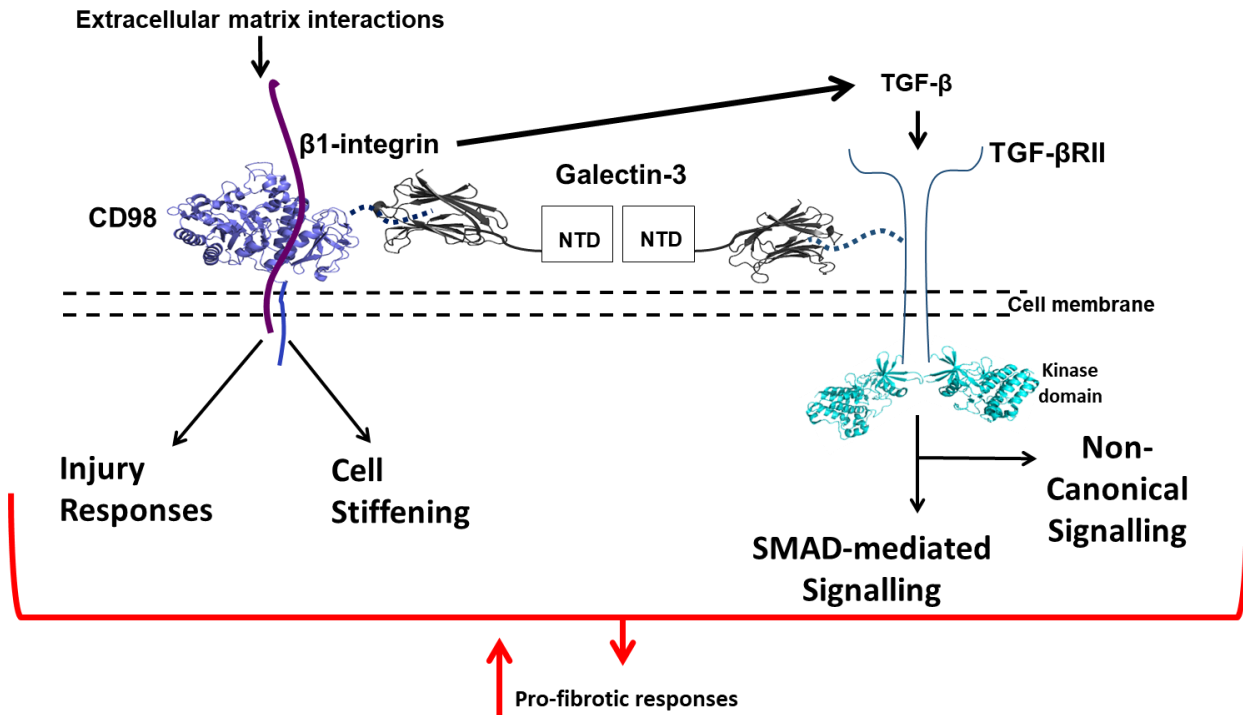 Extracellular matrix interactions
β1-integrin
TGF-β
TGF-βRII
Galectin-3
CD98
NTD
NTD
Cell membrane
Kinase
domain
Injury
Responses
Cell
Stiffening
Non-
Canonical
Signalling
SMAD-mediated
Signalling
Pro-fibrotic responses